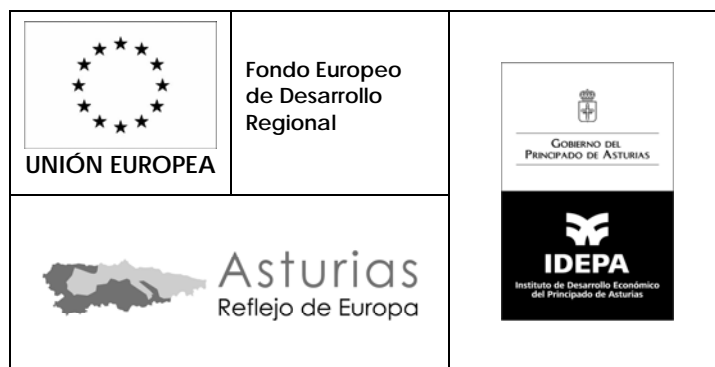 UNIÓN EUROPEA
Fondo Europeo
de Desarrollo
Regional
GOBIERNO DEL
PRINCIPADO DE ASTURIAS
IDEPA
Instituto de Desarrollo Económico
del Principado de Asturias
Asturias
Reflejo de Europa